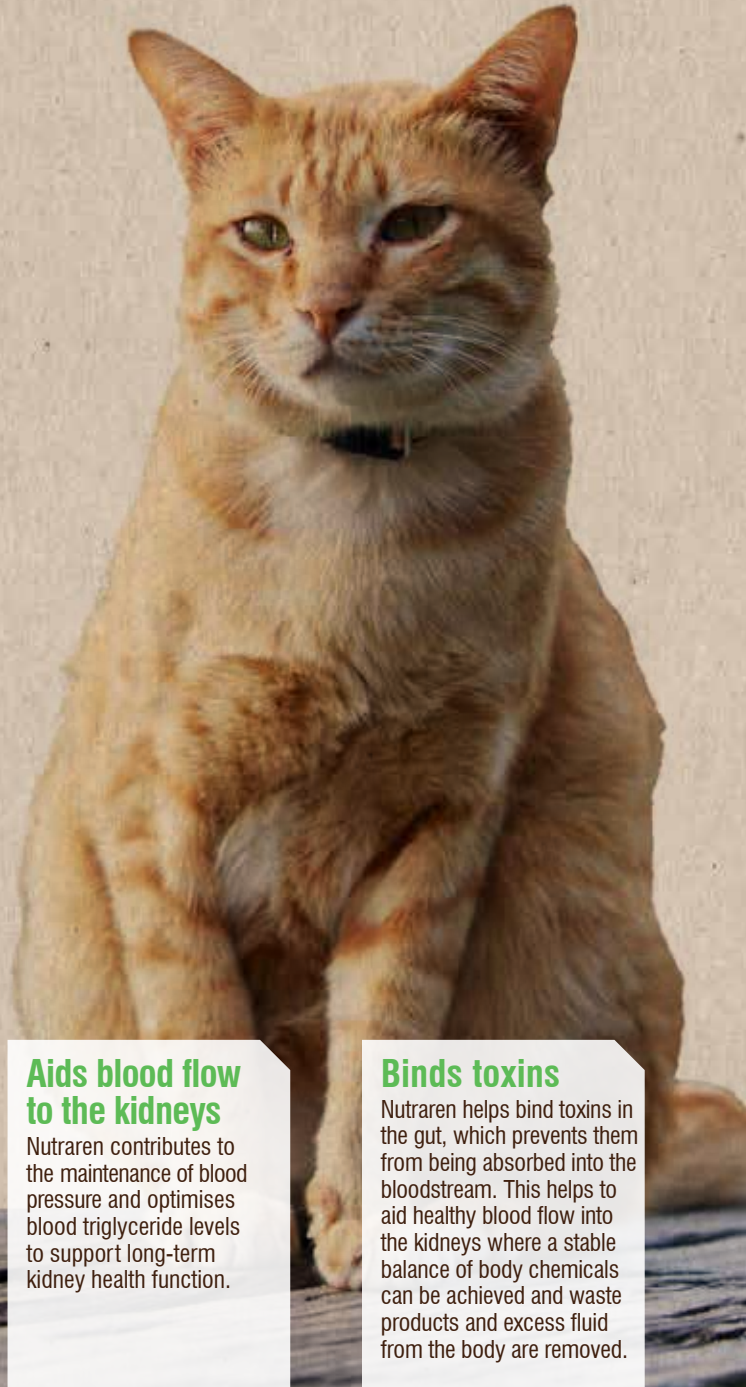 Aids blood flow
to the kidneys
Nutraren contributes to
the maintenance of blood
pressure and optimises
blood triglyceride levels
to support long-term
kidney health function.
Binds toxins
Nutraren helps bind toxins in
the gut, which prevents them
from being absorbed into the
bloodstream. This helps to
aid healthy blood flow into
the kidneys where a stable
balance of body chemicals
can be achieved and waste
products and excess fluid
from the body are removed.